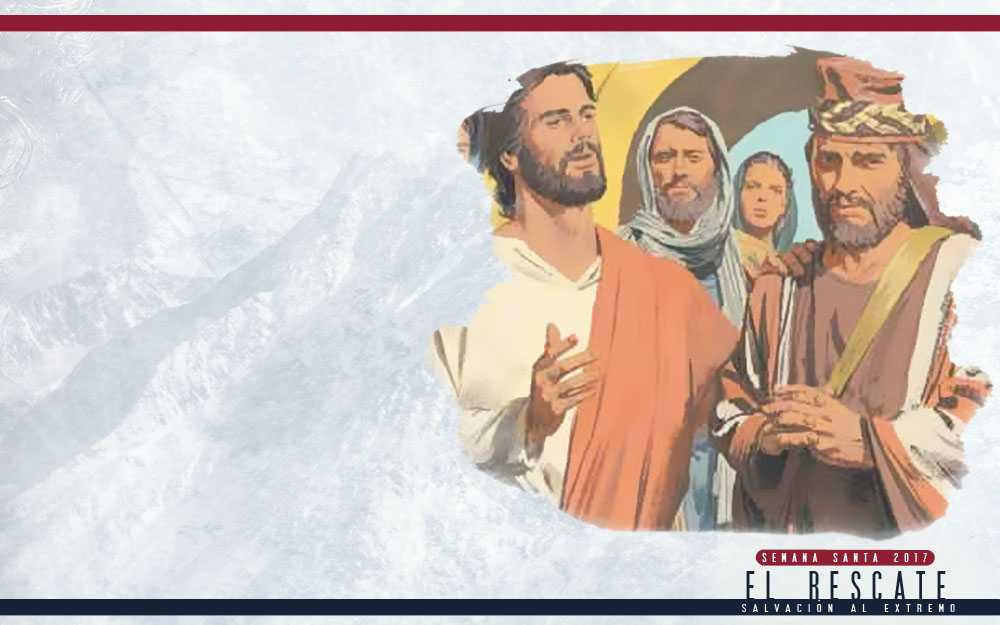 SEMANA SANTA 2017
EL RESCATE
SALVACIÓN AL EXTREMO